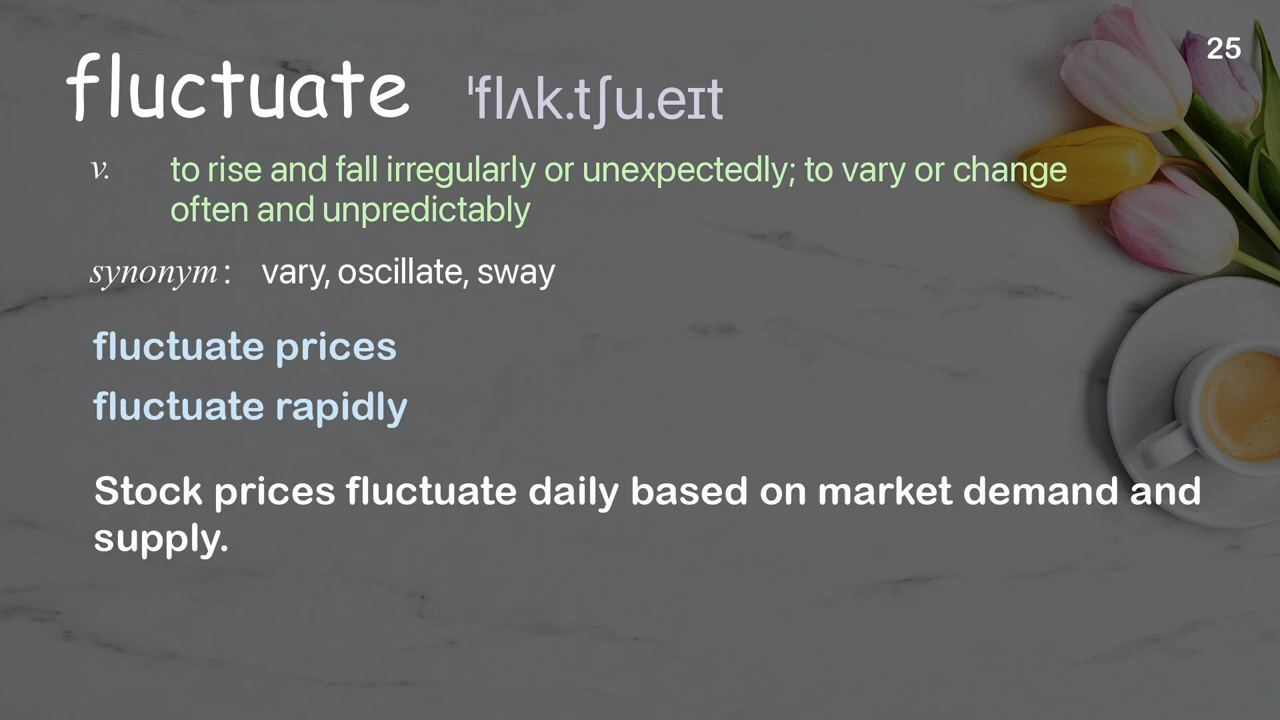 25
fluctuate ˈflʌk.tʃu.eɪt
v. to rise and fall irregularly or unexpectedly; to vary or change
often and unpredictably
synonym: vary, oscillate, sway
fluctuate prices
fluctuate rapidly
Stock prices fluctuate daily based on market demand and
supply.